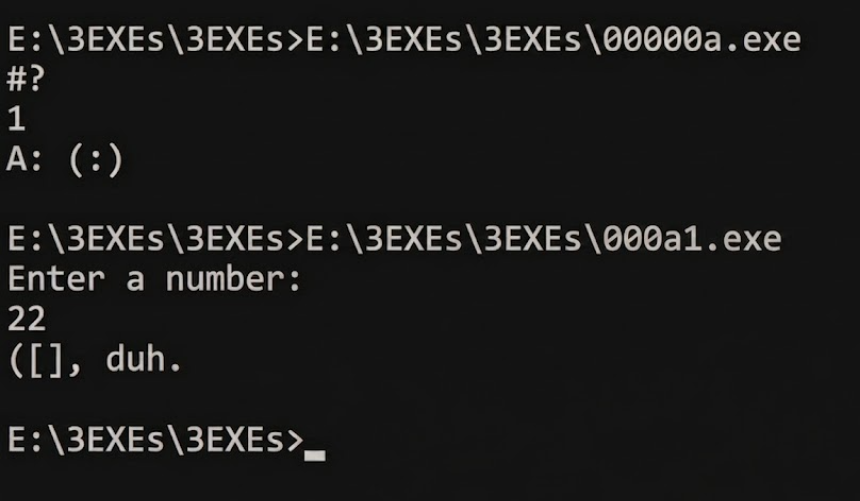 E:\3EXEs\3EXEs>E:\3EXEs\3EXEs\00000a.exe
#?
1
A: (:)
E:\3EXEs\3EXEs>E:\3EXEs\3EXEs\000a1.exe
Enter a number:
22
([], duh.
E:\3EXEs\3EXEs>_